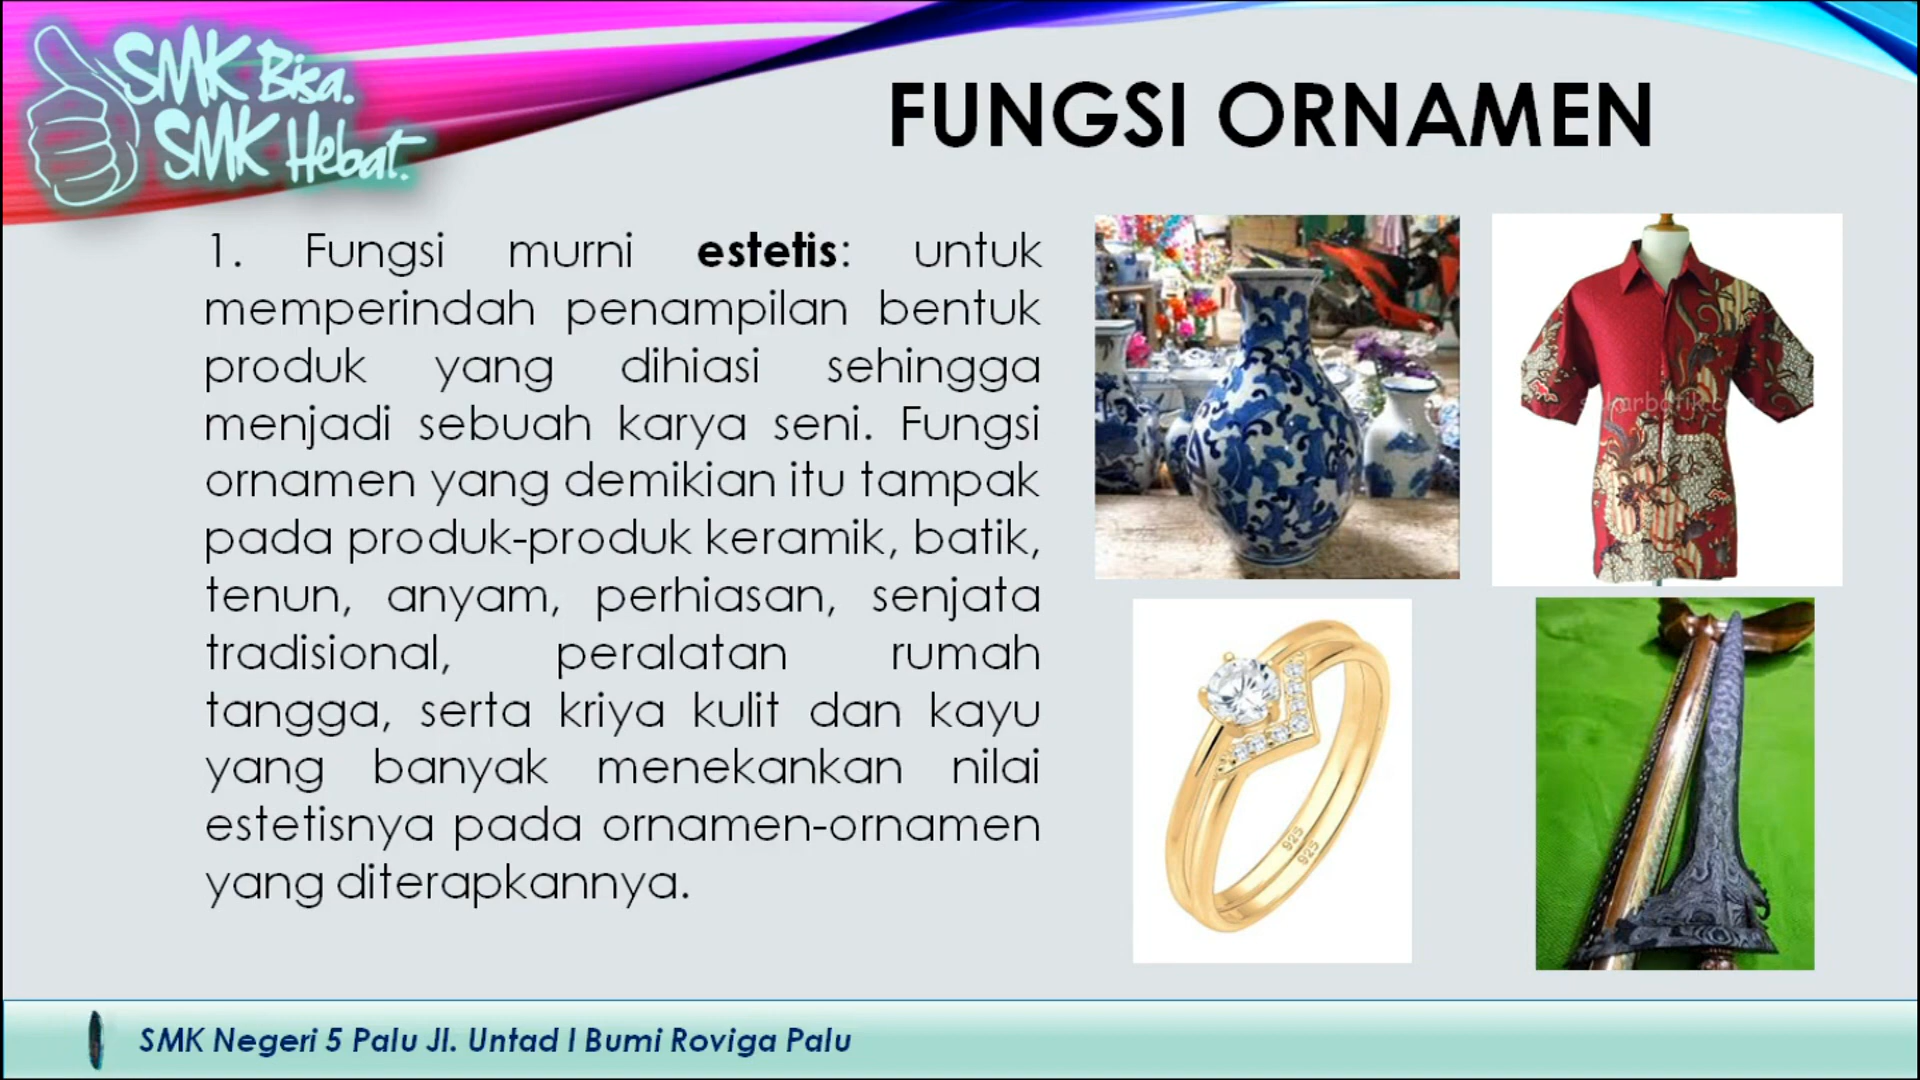 SMK Bisa.
SMK Hebat.
FUNGSI ORNAMEN
1. Fungsi murni estetis: untuk
memperindah penampilan bentuk
produk yang dihiasi sehingga
menjadi sebuah karya seni. Fungsi
ornamen yang demikian itu tampak
pada produk-produk keramik, batik,
tenun, anyam, perhiasan, senjata
tradisional, peralatan rumah
tangga, serta kriya kulit dan kayu
yang banyak menekankan nilai
estetisnya pada ornamen-ornamen
yang diterapkannya.
925
925
SMK Negeri 5 Palu Jl. Untad I Bumi Roviga Palu